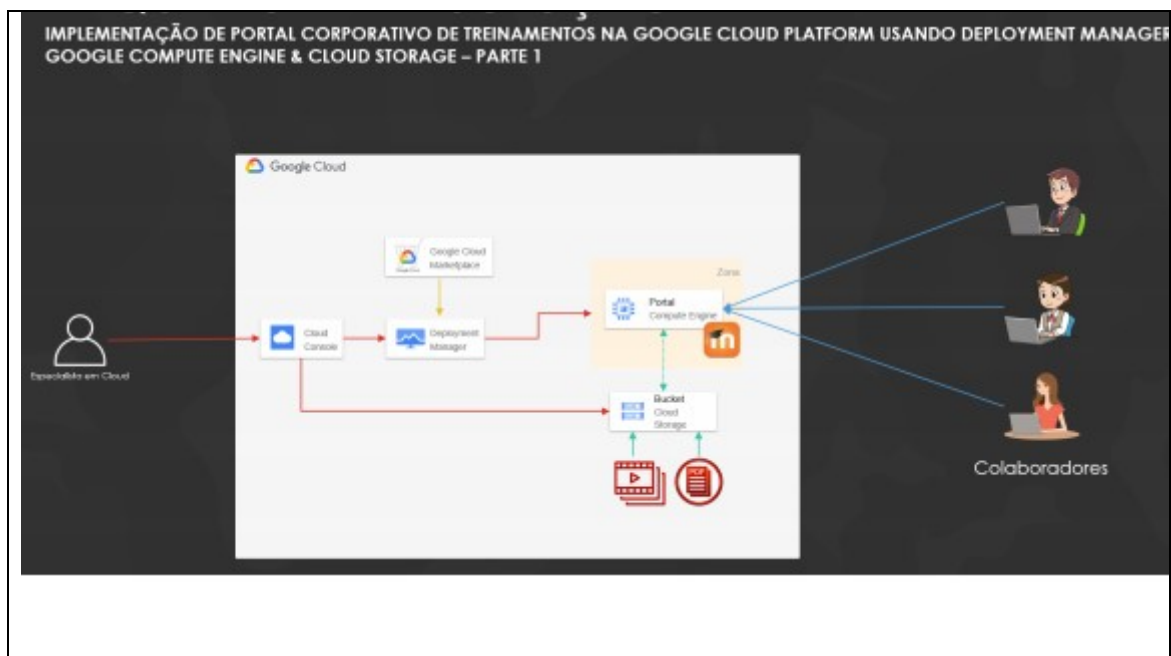 IMPLEMENTAÇÃO DE PORTAL CORPORATIVO DE TREINAMENTOS NA GOOGLE CLOUD PLATFORM USANDO DEPLOYMENT MANAGER
GOOGLE COMPUTE ENGINE & CLOUD STORAGE – PARTE 1
Google Cloud
Google Cloud
Marketplace
Zona
Portal
Compute Engine
Cloud
Console
Deployment
Manager
Especialista em Cloud
Bucket
Cloud
Storage
PDF
Colaboradores